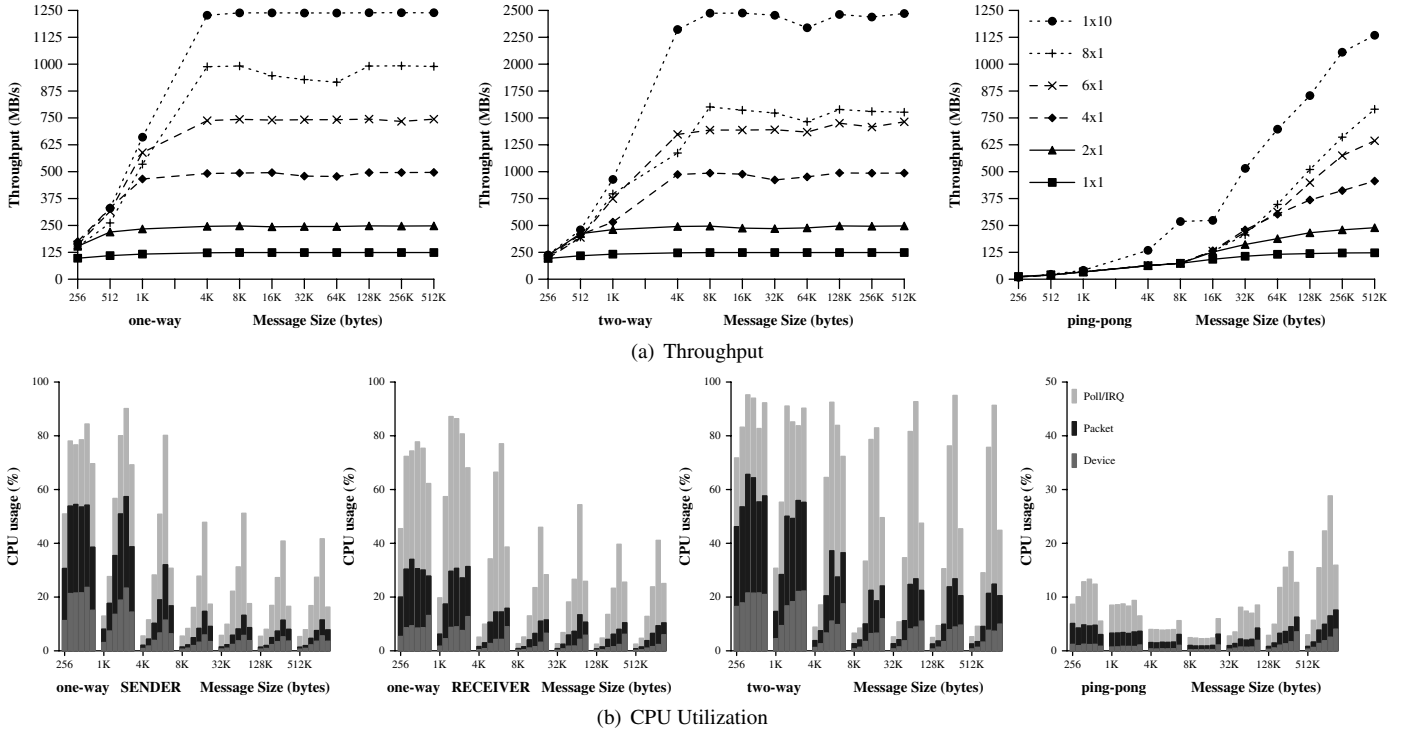 1250
1125
1000
875
750
625
500
375
250
125
0
Throughput (MB/s)
256 512 1K 4K 8K 16K 32K 64K 128K 256K 512K
one-way Message Size (bytes)
2500
2250
2000
1750
1500
1250
1000
750
500
250
0
Throughput (MB/s)
256 512 1K 4K 8K 16K 32K 64K 128K 256K 512K
two-way Message Size (bytes)
1250
1125
1000
875
750
625
500
375
250
125
0
Throughput (MB/s)
1x10
8x1
6x1
4x1
2x1
1x1
256 512 1K 4K 8K 16K 32K 64K 128K 256K 512K
ping-pong Message Size (bytes)
(a) Throughput
100
80
60
40
20
0
CPU usage (%)
256 1K 4K 8K 32K 128K 512K
one-way SENDER Message Size (bytes)
100
80
60
40
20
0
CPU usage (%)
256 1K 4K 8K 32K 128K 512K
one-way RECEIVER Message Size (bytes)
100
80
60
40
20
0
CPU usage (%)
256 1K 4K 8K 32K 128K 512K
two-way Message Size (bytes)
50
40
30
20
10
0
CPU usage (%)
Poll/IRQ
Packet
Device
256 1K 4K 8K 32K 128K 512K
ping-pong Message Size (bytes)
(b) CPU Utilization